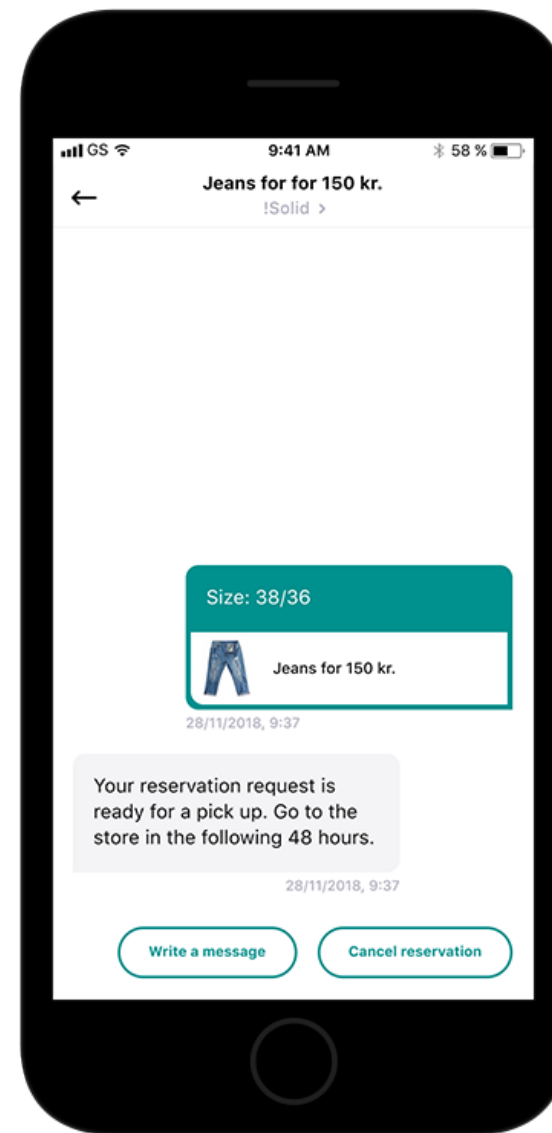 GS 9:41 AM 58 %
Jeans for for 150 kr.
!Solid >
Size: 38/36
Jeans for 150 kr.
28/11/2018, 9:37
Your reservation request is
ready for a pick up. Go to the
store in the following 48 hours.
28/11/2018, 9:37
Write a message Cancel reservation